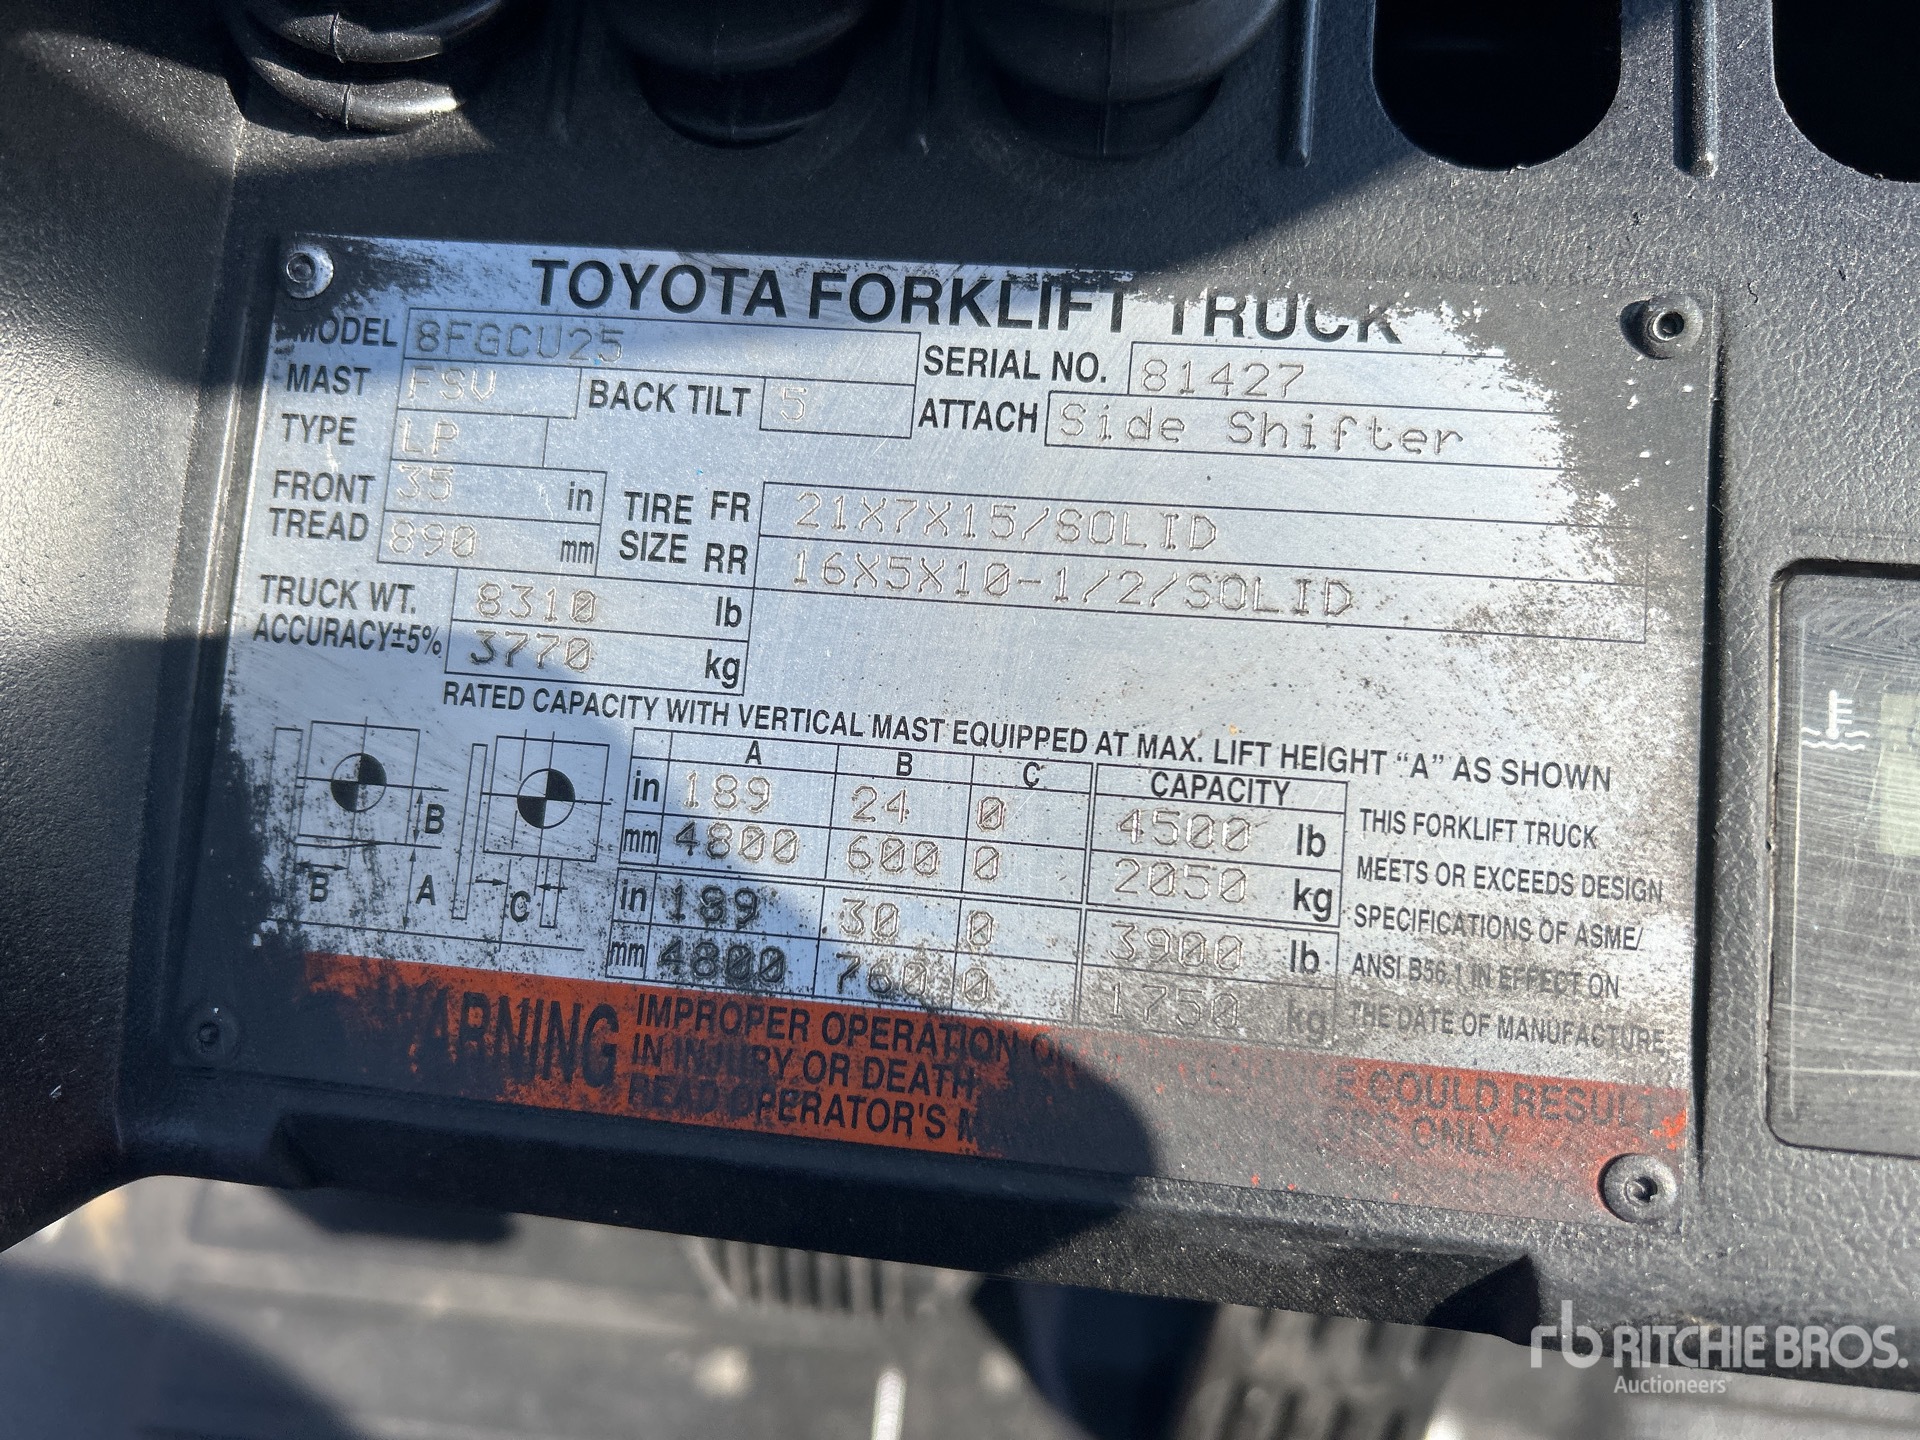 TOYOTA FORKLIFT TRUCK
MODEL 8FGCU25 SERIAL NO. 81427
MAST FSV BACK TILT 5 ATTACH Side Shifter
TYPE LP
FRONT TREAD 35 in TIRE SIZE FR 21X7X15/SOLID
890 mm RR 16X5X10-1/2/SOLID
TRUCK WT. 8310 lb
ACCURACY±5% 3770 kg
RATED CAPACITY WITH VERTICAL MAST EQUIPPED AT MAX. LIFT HEIGHT "A" AS SHOWN
A B C CAPACITY
in 189 24 0 4500 lb
mm 4800 600 0 2050 kg
in 189 30 0 3900 lb
mm 4800 760 0 1750 kg
B
B A C
THIS FORKLIFT TRUCK
MEETS OR EXCEEDS DESIGN
SPECIFICATIONS OF ASME/
ANSI B56.1 IN EFFECT ON
THE DATE OF MANUFACTURE
WARNING IMPROPER OPERATION COULD RESULT
IN INJURY OR DEATH
READ OPERATOR'S ONLY
rb RITCHIE BROS.
Auctioneers